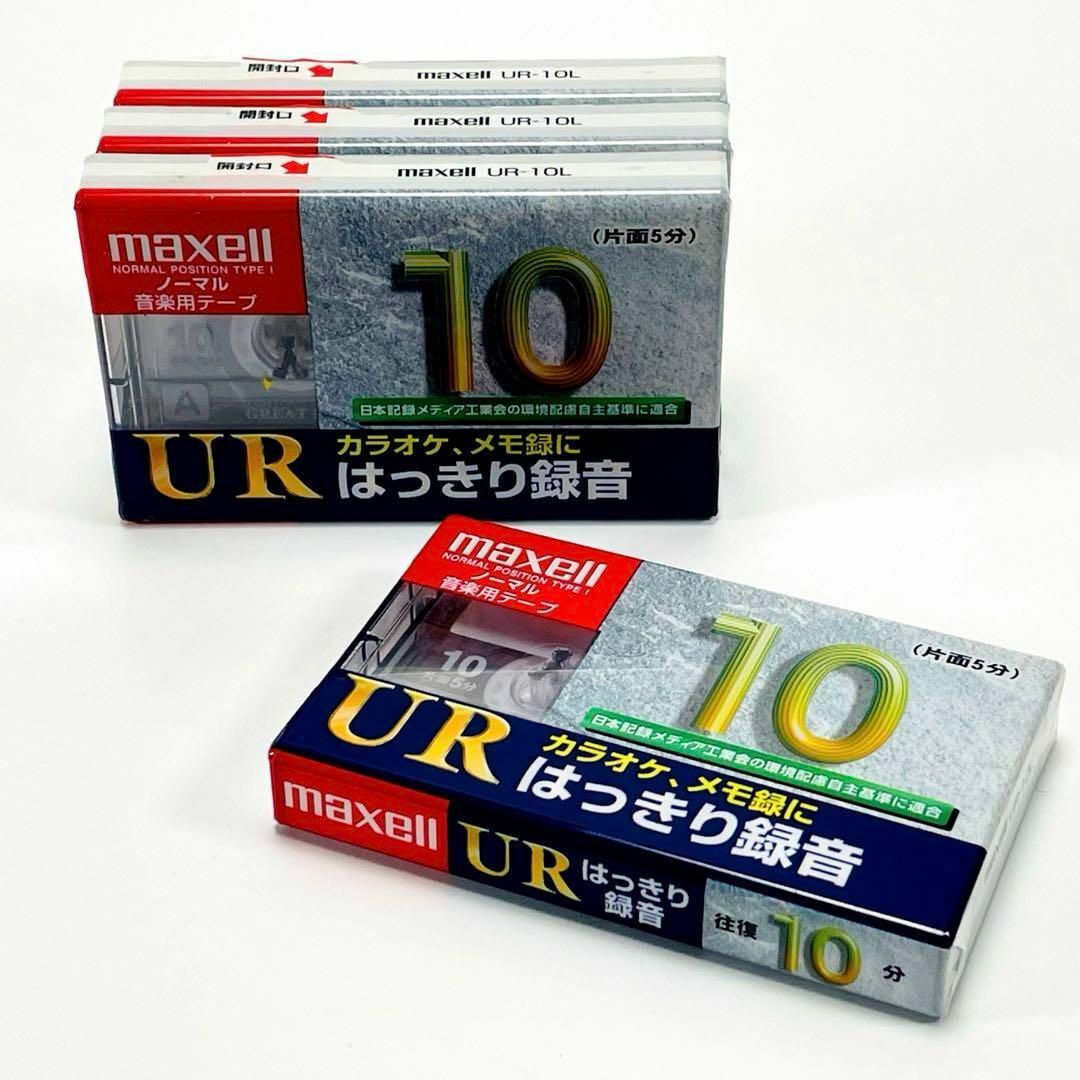 開封口 maxell UR-10L
開封口 maxell UR-10L
開封口 maxell UR-10L
maxell
NORMAL POSITION TYPE I
ノーマル
音楽用テープ
(片面5分)
10
10
A
GREAT
日本記録メディア工業会の環境配慮自主基準に適合
UR
カラオケ、メモ録に
はっきり録音
maxell
NORMAL POSITION TYPE I
ノーマル
音楽用テープ
(片面5分)
10
10
片面5分
日本記録メディア工業会の環境配慮自主基準に適合
UR
カラオケ、メモ録に
はっきり録音
maxell
UR
はっきり
録音
往復 10 分